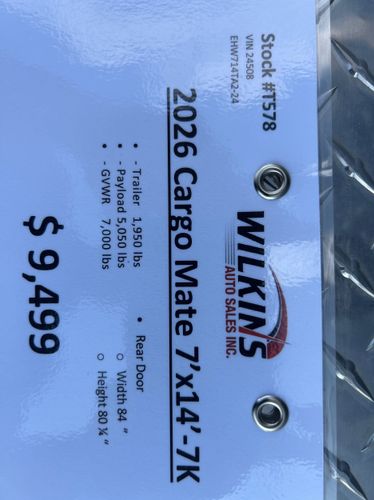 Stock #T578
VIN 24508
EHW714TA2-24
WILKINS
AUTO SALES INC.
2026 Cargo Mate 7'x14'-7K
• - Trailer 1,950 lbs
• - Payload 5,050 lbs
• - GVWR 7,000 lbs
• Rear Door
○ Width 84 "
○ Height 80 ¼ "
$ 9,499